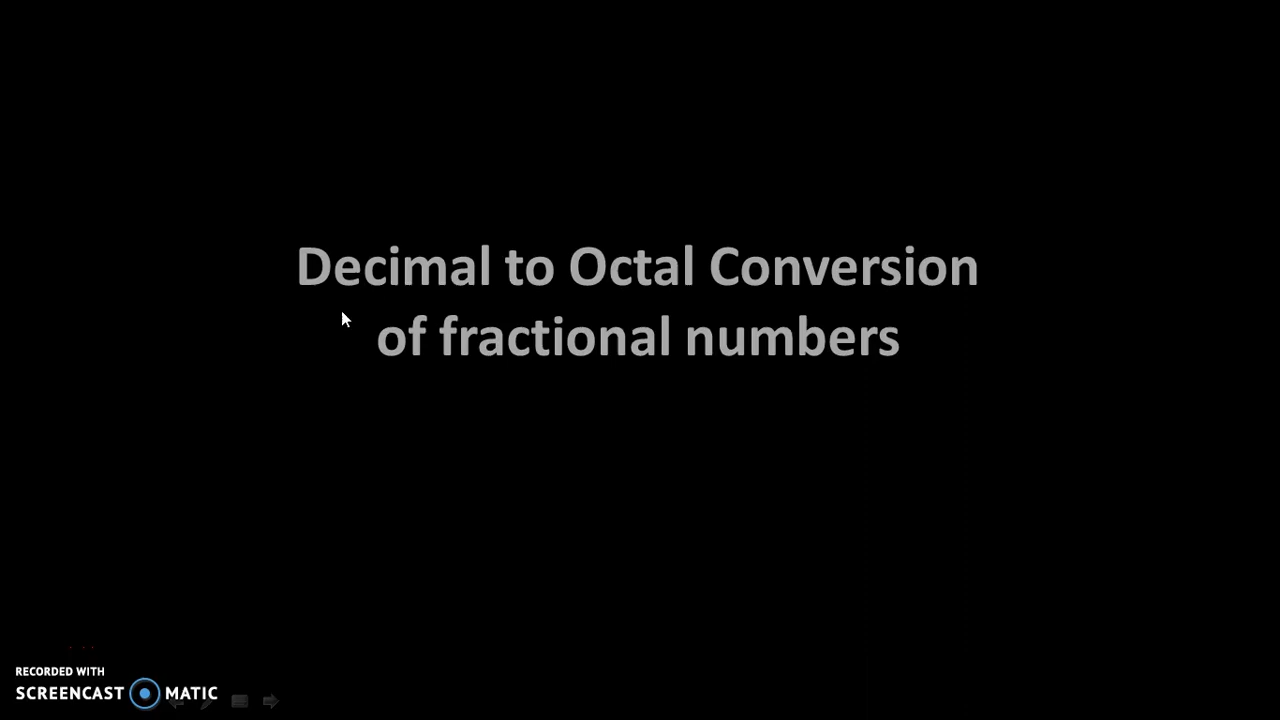 Decimal to Octal Conversion
of fractional numbers
RECORDED WITH
SCREENCAST MATIC